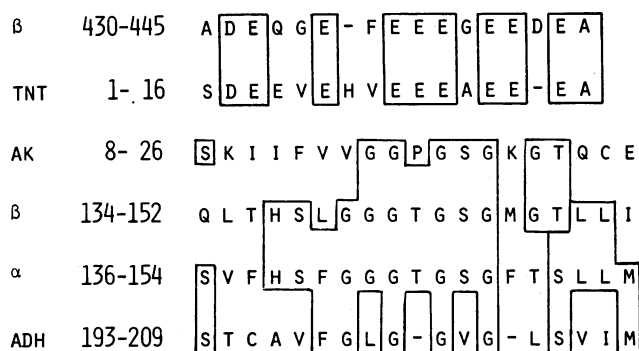 β 430-445 A D E Q G E - F E E E G E E D E A
TNT 1-.16 S D E E V E H V E E E A E E - E A
AK 8- 26 S K I I F V V G G P G S G K G T Q C E
β 134-152 Q L T H S L G G G T G S G M G T L L I
α 136-154 S V F H S F G G G T G S G F T S L L M
ADH 193-209 S T C A V F G L G - G V G - L S V I M